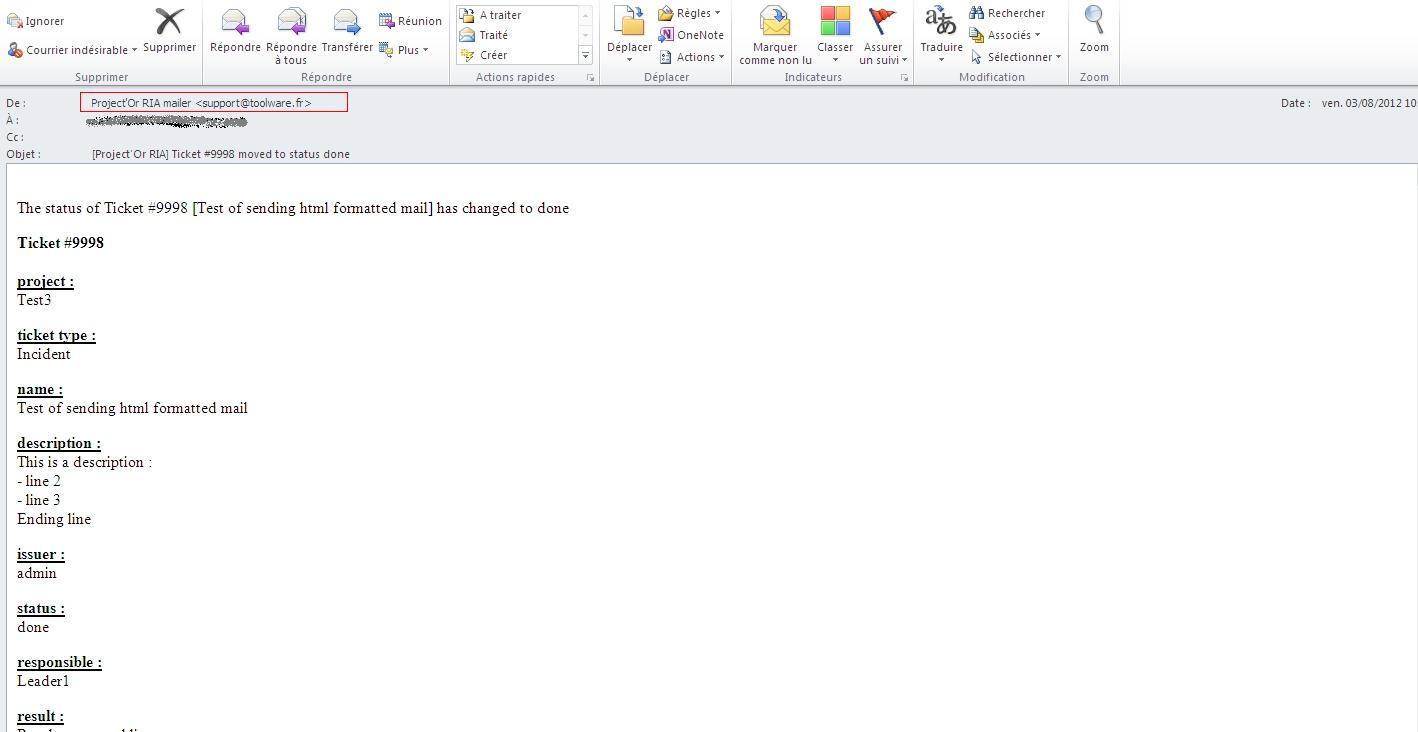 Ignorer
Courrier indésirable
Supprimer
Supprimer
Répondre
Répondre à tous
Transférer
Réunion
Plus
Répondre
A traiter
Traité
Créer
Actions rapides
Déplacer
Règles
OneNote
Actions
Déplacer
Marquer comme non lu
Classer
Assurer un suivi
Indicateurs
Traduire
Rechercher
Associés
Sélectionner
Modification
Zoom
Zoom
De : Project'Or RIA mailer <support@toolware.fr>
Date : ven. 03/08/2012 10
À :
Cc :
Objet : [Project'Or RIA] Ticket #9998 moved to status done
The status of Ticket #9998 [Test of sending html formatted mail] has changed to done
Ticket #9998
project :
Test3
ticket type :
Incident
name :
Test of sending html formatted mail
description :
This is a description :
- line 2
- line 3
Ending line
issuer :
admin
status :
done
responsible :
Leader1
result :